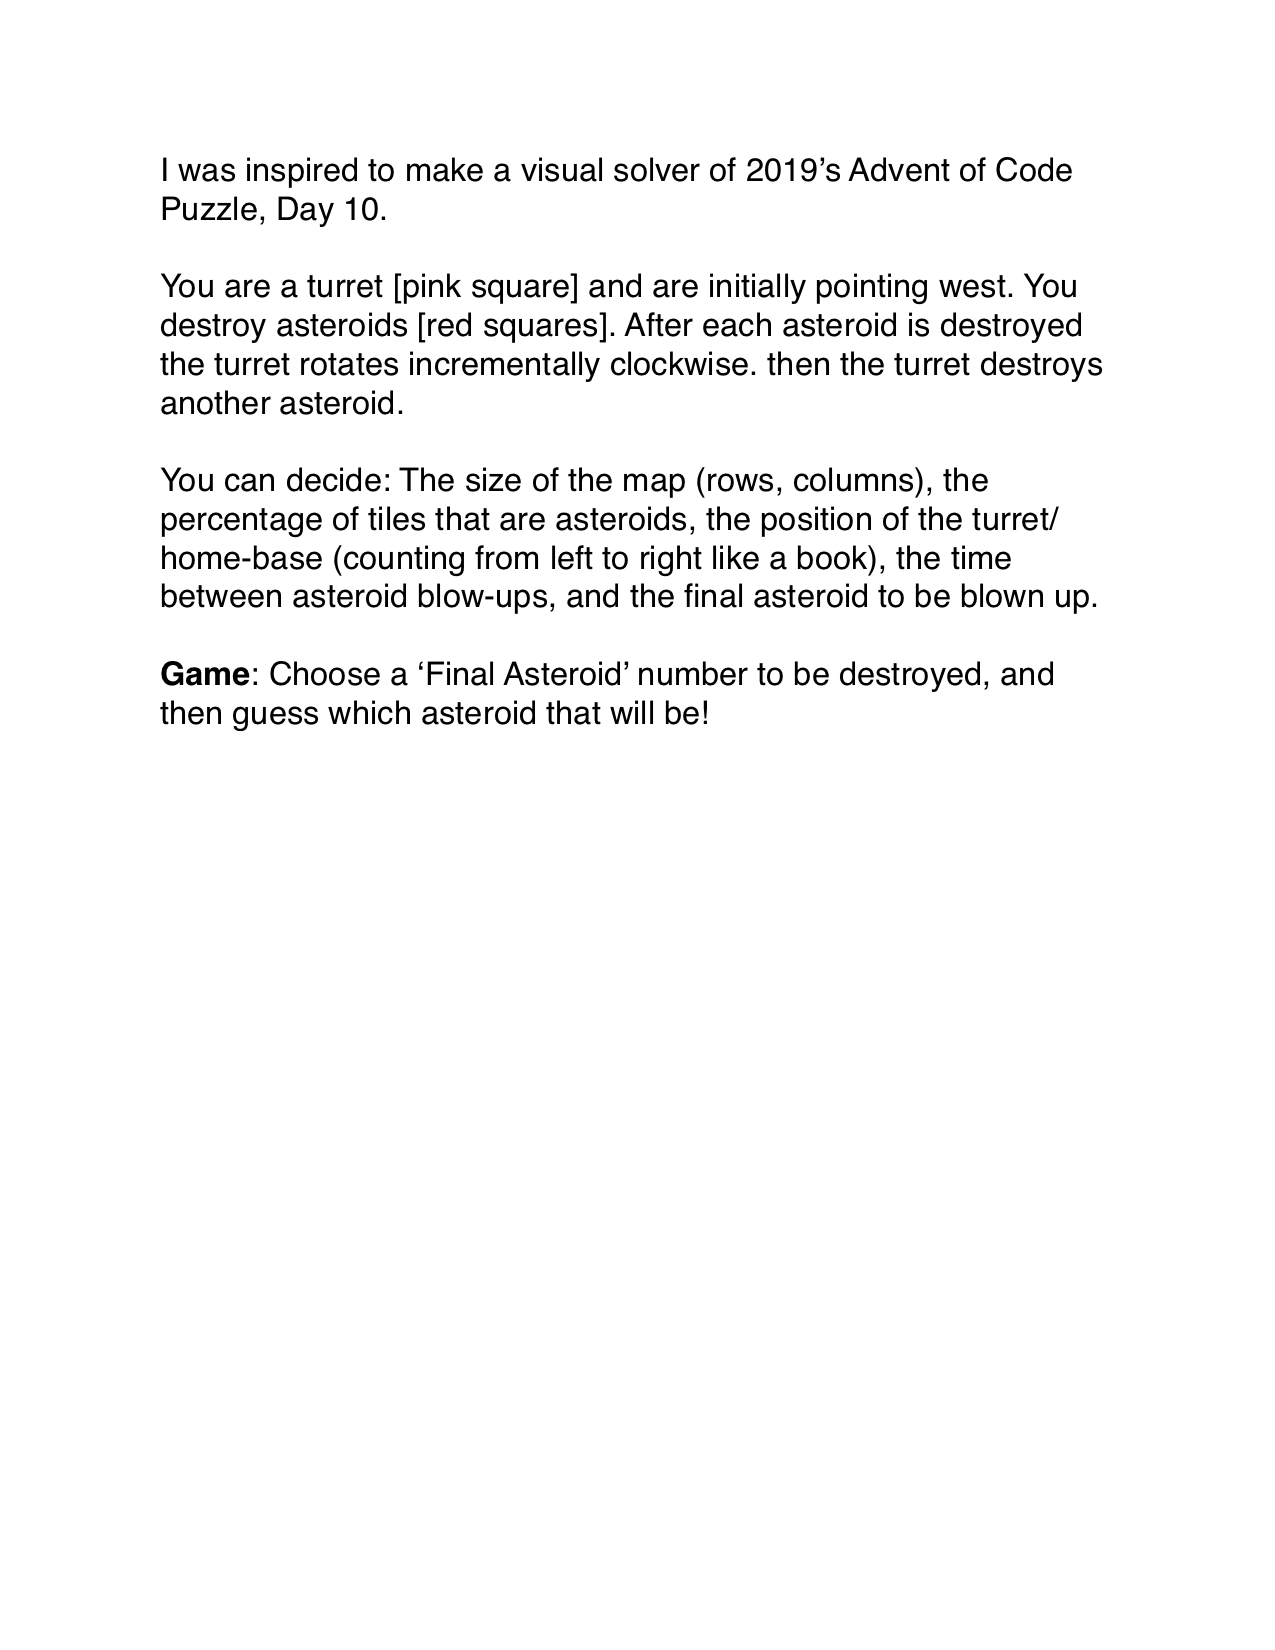 I was inspired to make a visual solver of 2019’s Advent of Code
Puzzle, Day 10.
You are a turret [pink square] and are initially pointing west. You
destroy asteroids [red squares]. After each asteroid is destroyed
the turret rotates incrementally clockwise. then the turret destroys
another asteroid.
You can decide: The size of the map (rows, columns), the
percentage of tiles that are asteroids, the position of the turret/
home-base (counting from left to right like a book), the time
between asteroid blow-ups, and the final asteroid to be blown up.
Game: Choose a ‘Final Asteroid’ number to be destroyed, and
then guess which asteroid that will be!